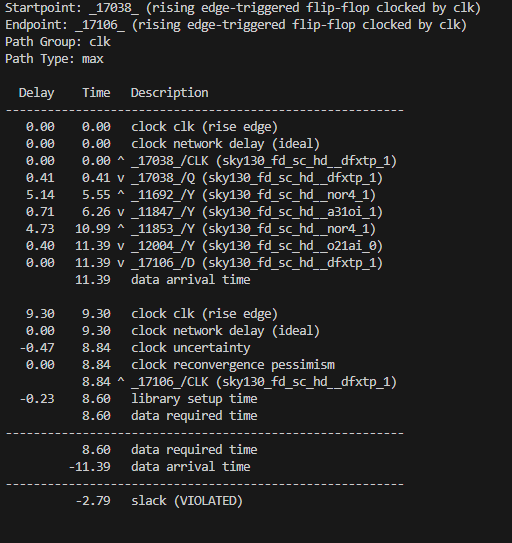 Startpoint: _17038_ (rising edge-triggered flip-flop clocked by clk)
Endpoint: _17106_ (rising edge-triggered flip-flop clocked by clk)
Path Group: clk
Path Type: max

  Delay    Time   Description
---------------------------------------------------------
   0.00    0.00   clock clk (rise edge)
   0.00    0.00   clock network delay (ideal)
   0.00    0.00 ^ _17038_/CLK (sky130_fd_sc_hd__dfxtp_1)
   0.41    0.41 v _17038_/Q (sky130_fd_sc_hd__dfxtp_1)
   5.14    5.55 ^ _11692_/Y (sky130_fd_sc_hd__nor4_1)
   0.71    6.26 v _11847_/Y (sky130_fd_sc_hd__a31oi_1)
   4.73   10.99 ^ _11853_/Y (sky130_fd_sc_hd__nor4_1)
   0.40   11.39 v _12004_/Y (sky130_fd_sc_hd__o21ai_0)
   0.00   11.39 v _17106_/D (sky130_fd_sc_hd__dfxtp_1)
          11.39   data arrival time

   9.30    9.30   clock clk (rise edge)
   0.00    9.30   clock network delay (ideal)
  -0.47    8.84   clock uncertainty
   0.00    8.84   clock reconvergence pessimism
           8.84 ^ _17106_/CLK (sky130_fd_sc_hd__dfxtp_1)
  -0.23    8.60   library setup time
           8.60   data required time
---------------------------------------------------------
           8.60   data required time
         -11.39   data arrival time
---------------------------------------------------------
          -2.79   slack (VIOLATED)